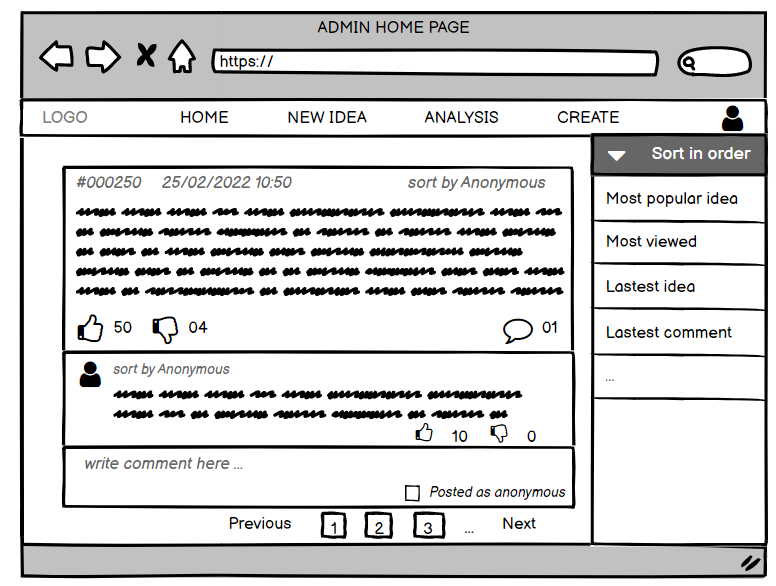 ADMIN HOME PAGE
https://
LOGO HOME NEW IDEA ANALYSIS CREATE
Sort in order
Most popular idea
Most viewed
Lastest idea
Lastest comment
...
#000250 25/02/2022 10:50 sort by Anonymous
50 04 01
sort by Anonymous
10 0
write comment here ...
Posted as anonymous
Previous 1 2 3 ... Next